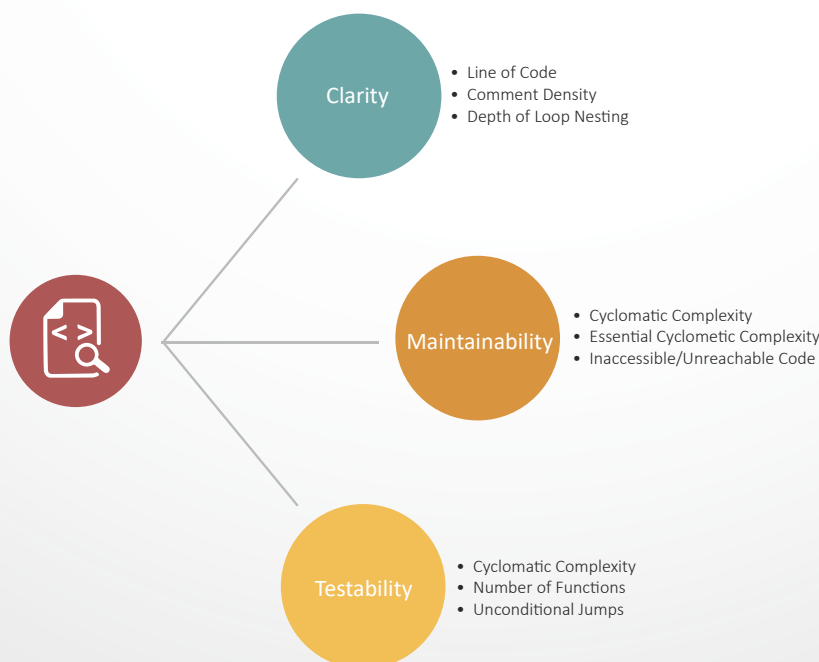 Clarity
• Line of Code
• Comment Density
• Depth of Loop Nesting
< >
Maintainability
• Cyclomatic Complexity
• Essential Cyclometic Complexity
• Inaccessible/Unreachable Code
Testability
• Cyclomatic Complexity
• Number of Functions
• Unconditional Jumps